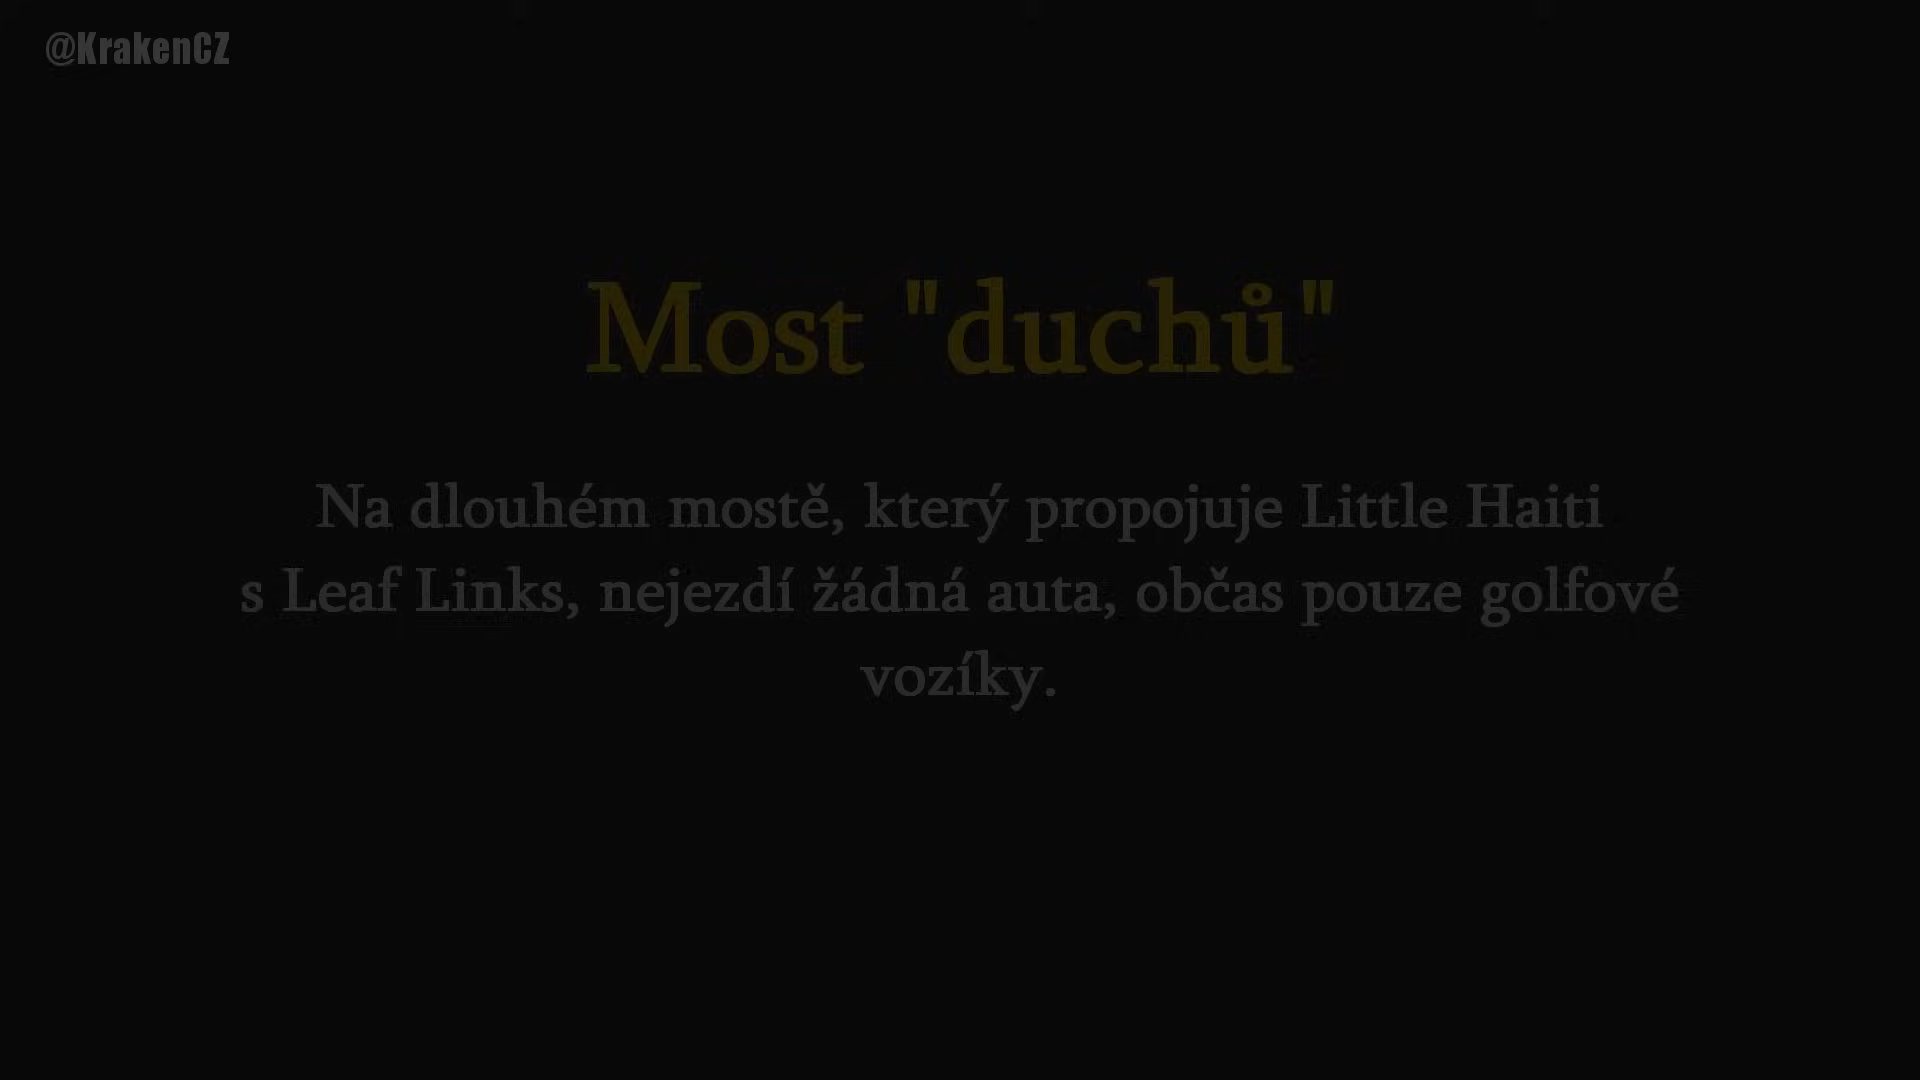 @KrakenCZ
Most "duchů"
Na dlouhém mostě, který propojuje Little Haiti
s Leaf Links, nejezdí žádná auta, občas pouze golfové
vozíky.